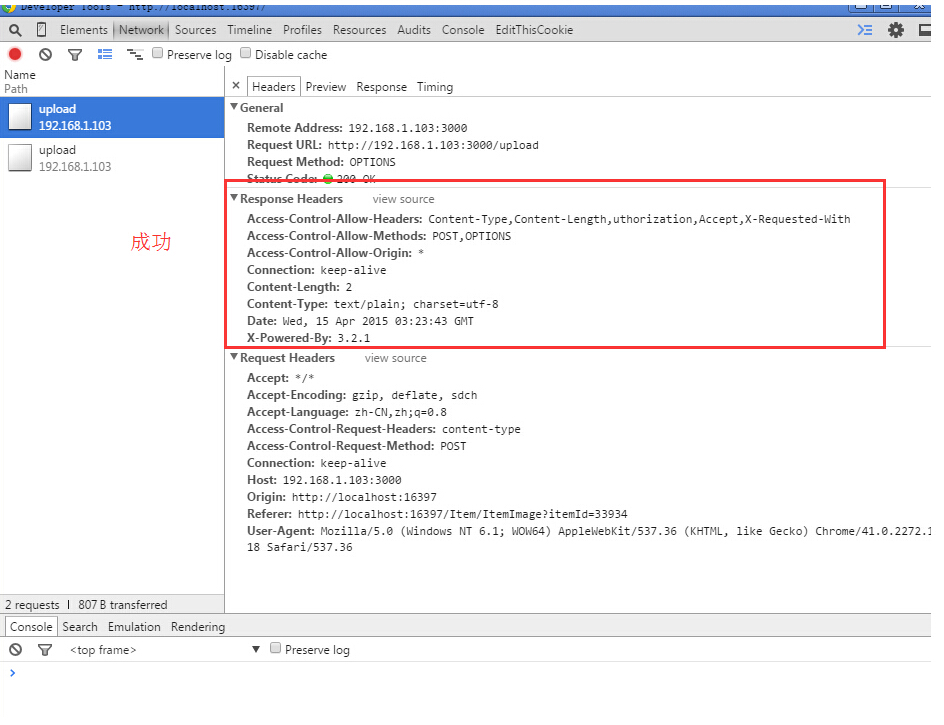 Developer Tools - http://localhost:16397/
Elements Network Sources Timeline Profiles Resources Audits Console EditThisCookie
Preserve log Disable cache
Name
Path
upload
192.168.1.103
upload
192.168.1.103
成功
2 requests | 807 B transferred
× Headers Preview Response Timing
▼General
Remote Address: 192.168.1.103:3000
Request URL: http://192.168.1.103:3000/upload
Request Method: OPTIONS
Status Code: 200 OK
▼Response Headers view source
Access-Control-Allow-Headers: Content-Type,Content-Length,uthorization,Accept,X-Requested-With
Access-Control-Allow-Methods: POST,OPTIONS
Access-Control-Allow-Origin: *
Connection: keep-alive
Content-Length: 2
Content-Type: text/plain; charset=utf-8
Date: Wed, 15 Apr 2015 03:23:43 GMT
X-Powered-By: 3.2.1
▼Request Headers view source
Accept: */*
Accept-Encoding: gzip, deflate, sdch
Accept-Language: zh-CN,zh;q=0.8
Access-Control-Request-Headers: content-type
Access-Control-Request-Method: POST
Connection: keep-alive
Host: 192.168.1.103:3000
Origin: http://localhost:16397
Referer: http://localhost:16397/Item/ItemImage?itemId=33934
User-Agent: Mozilla/5.0 (Windows NT 6.1; WOW64) AppleWebKit/537.36 (KHTML, like Gecko) Chrome/41.0.2272.1
18 Safari/537.36
Console Search Emulation Rendering
<top frame> ▼ Preserve log